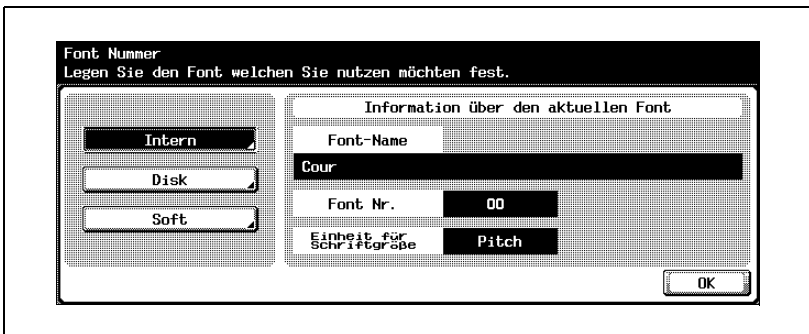 Font Nummer
Legen Sie den Font welchen Sie nutzen möchten fest.
Information über den aktuellen Font
Intern
Font-Name
Cour
Disk
Font Nr. 00
Soft
Einheit für
Schriftgröße
Pitch
OK